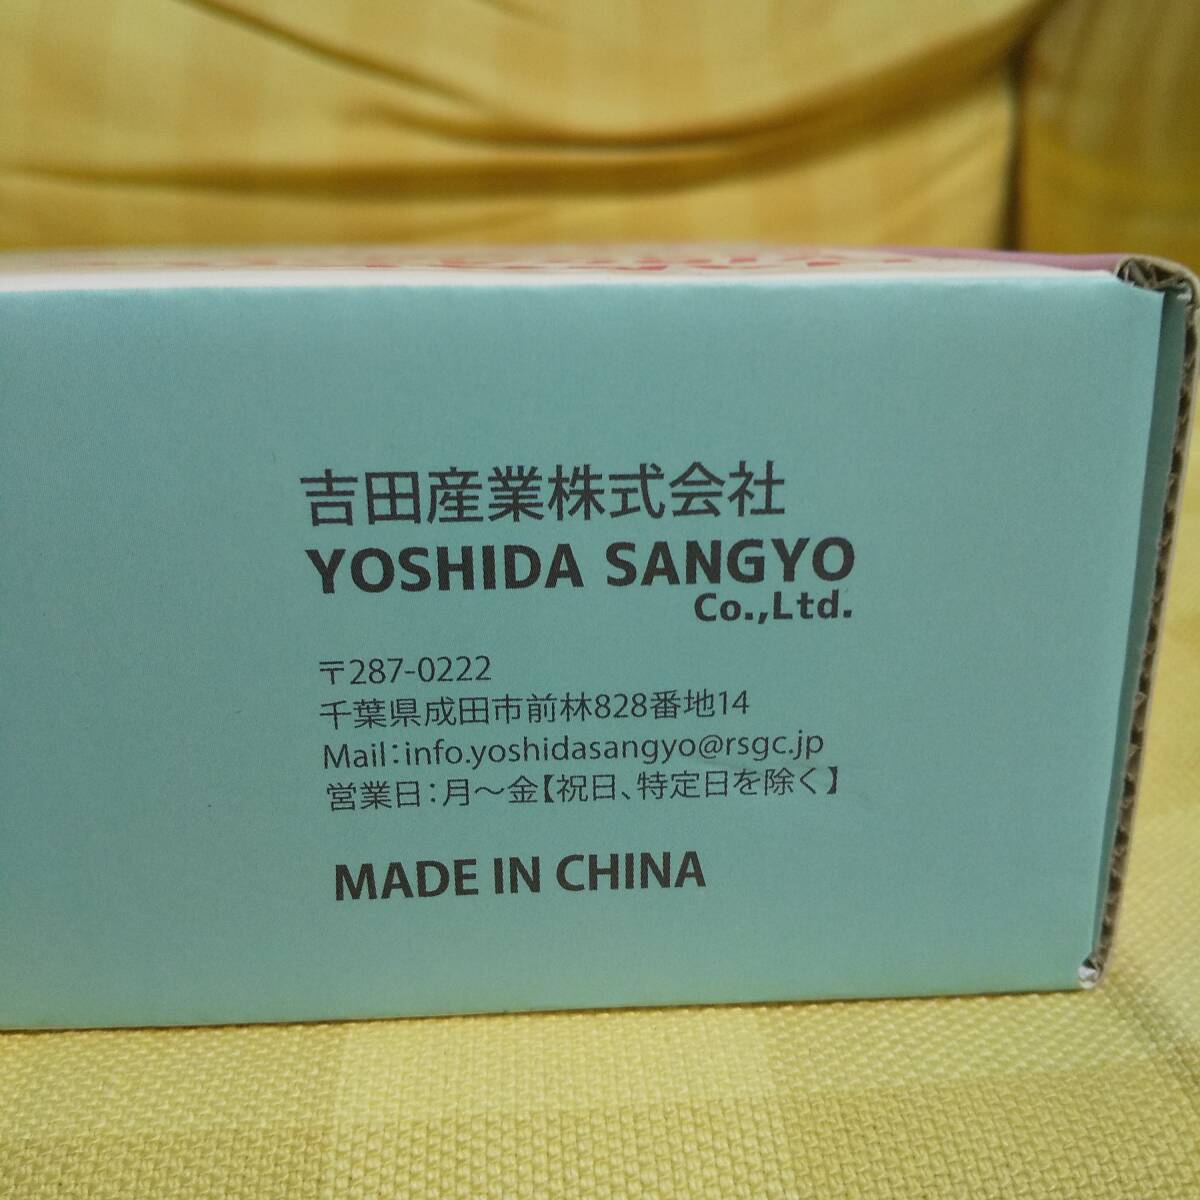 吉田産業株式会社
YOSHIDA SANGYO
Co.,Ltd.
〒287-0222
千葉県成田市前林828番地14
Mail:info.yoshidasangyo@rsgc.jp
営業日:月～金【祝日、特定日を除く】
MADE IN CHINA